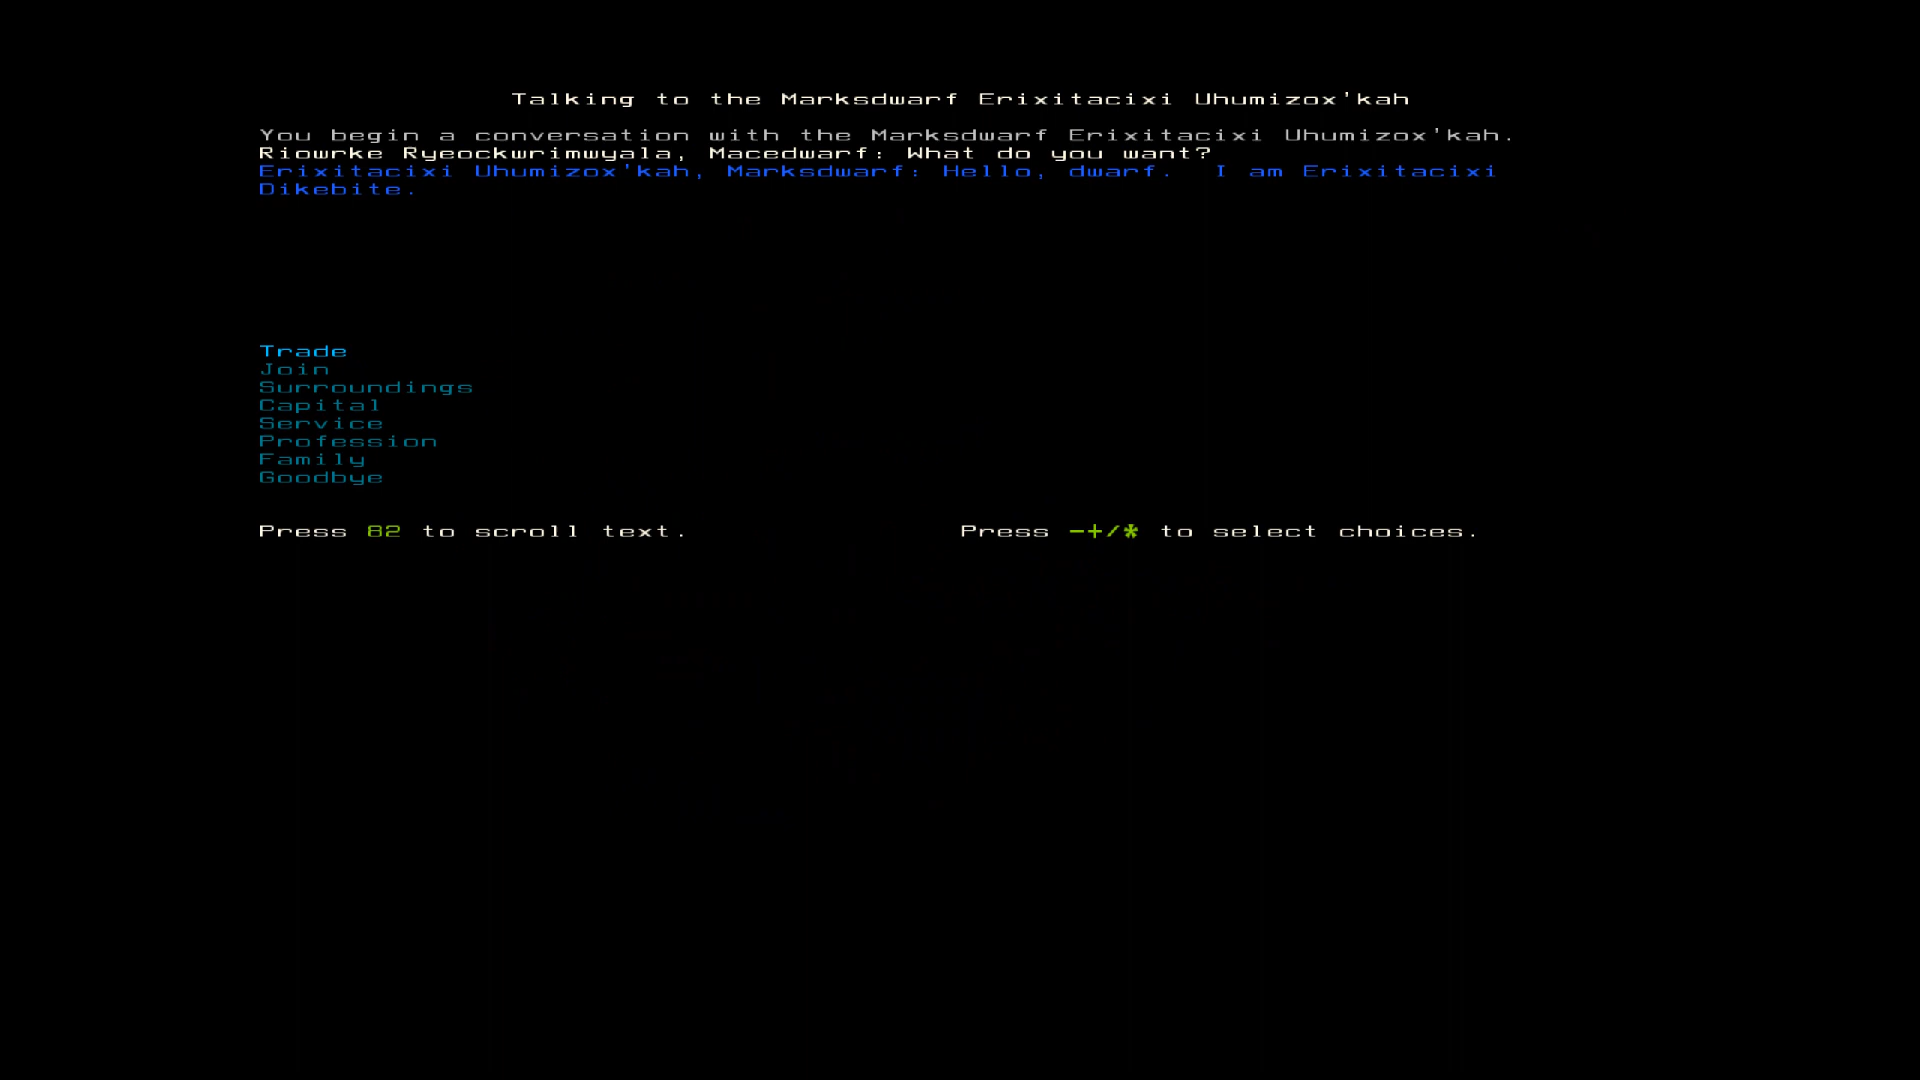 Talking to the Marksdwarf Erixitacixi Uhumizox'kah
You begin a conversation with the Marksdwarf Erixitacixi Uhumizox'kah.
Riowrke Ryeockwrimwyala, Macedwarf: What do you want?
Erixitacixi Uhumizox'kah, Marksdwarf: Hello, dwarf.  I am Erixitacixi
Dikebite.
Trade
Join
Surroundings
Capital
Service
Profession
Family
Goodbye
Press 82 to scroll text.
Press -+/* to select choices.